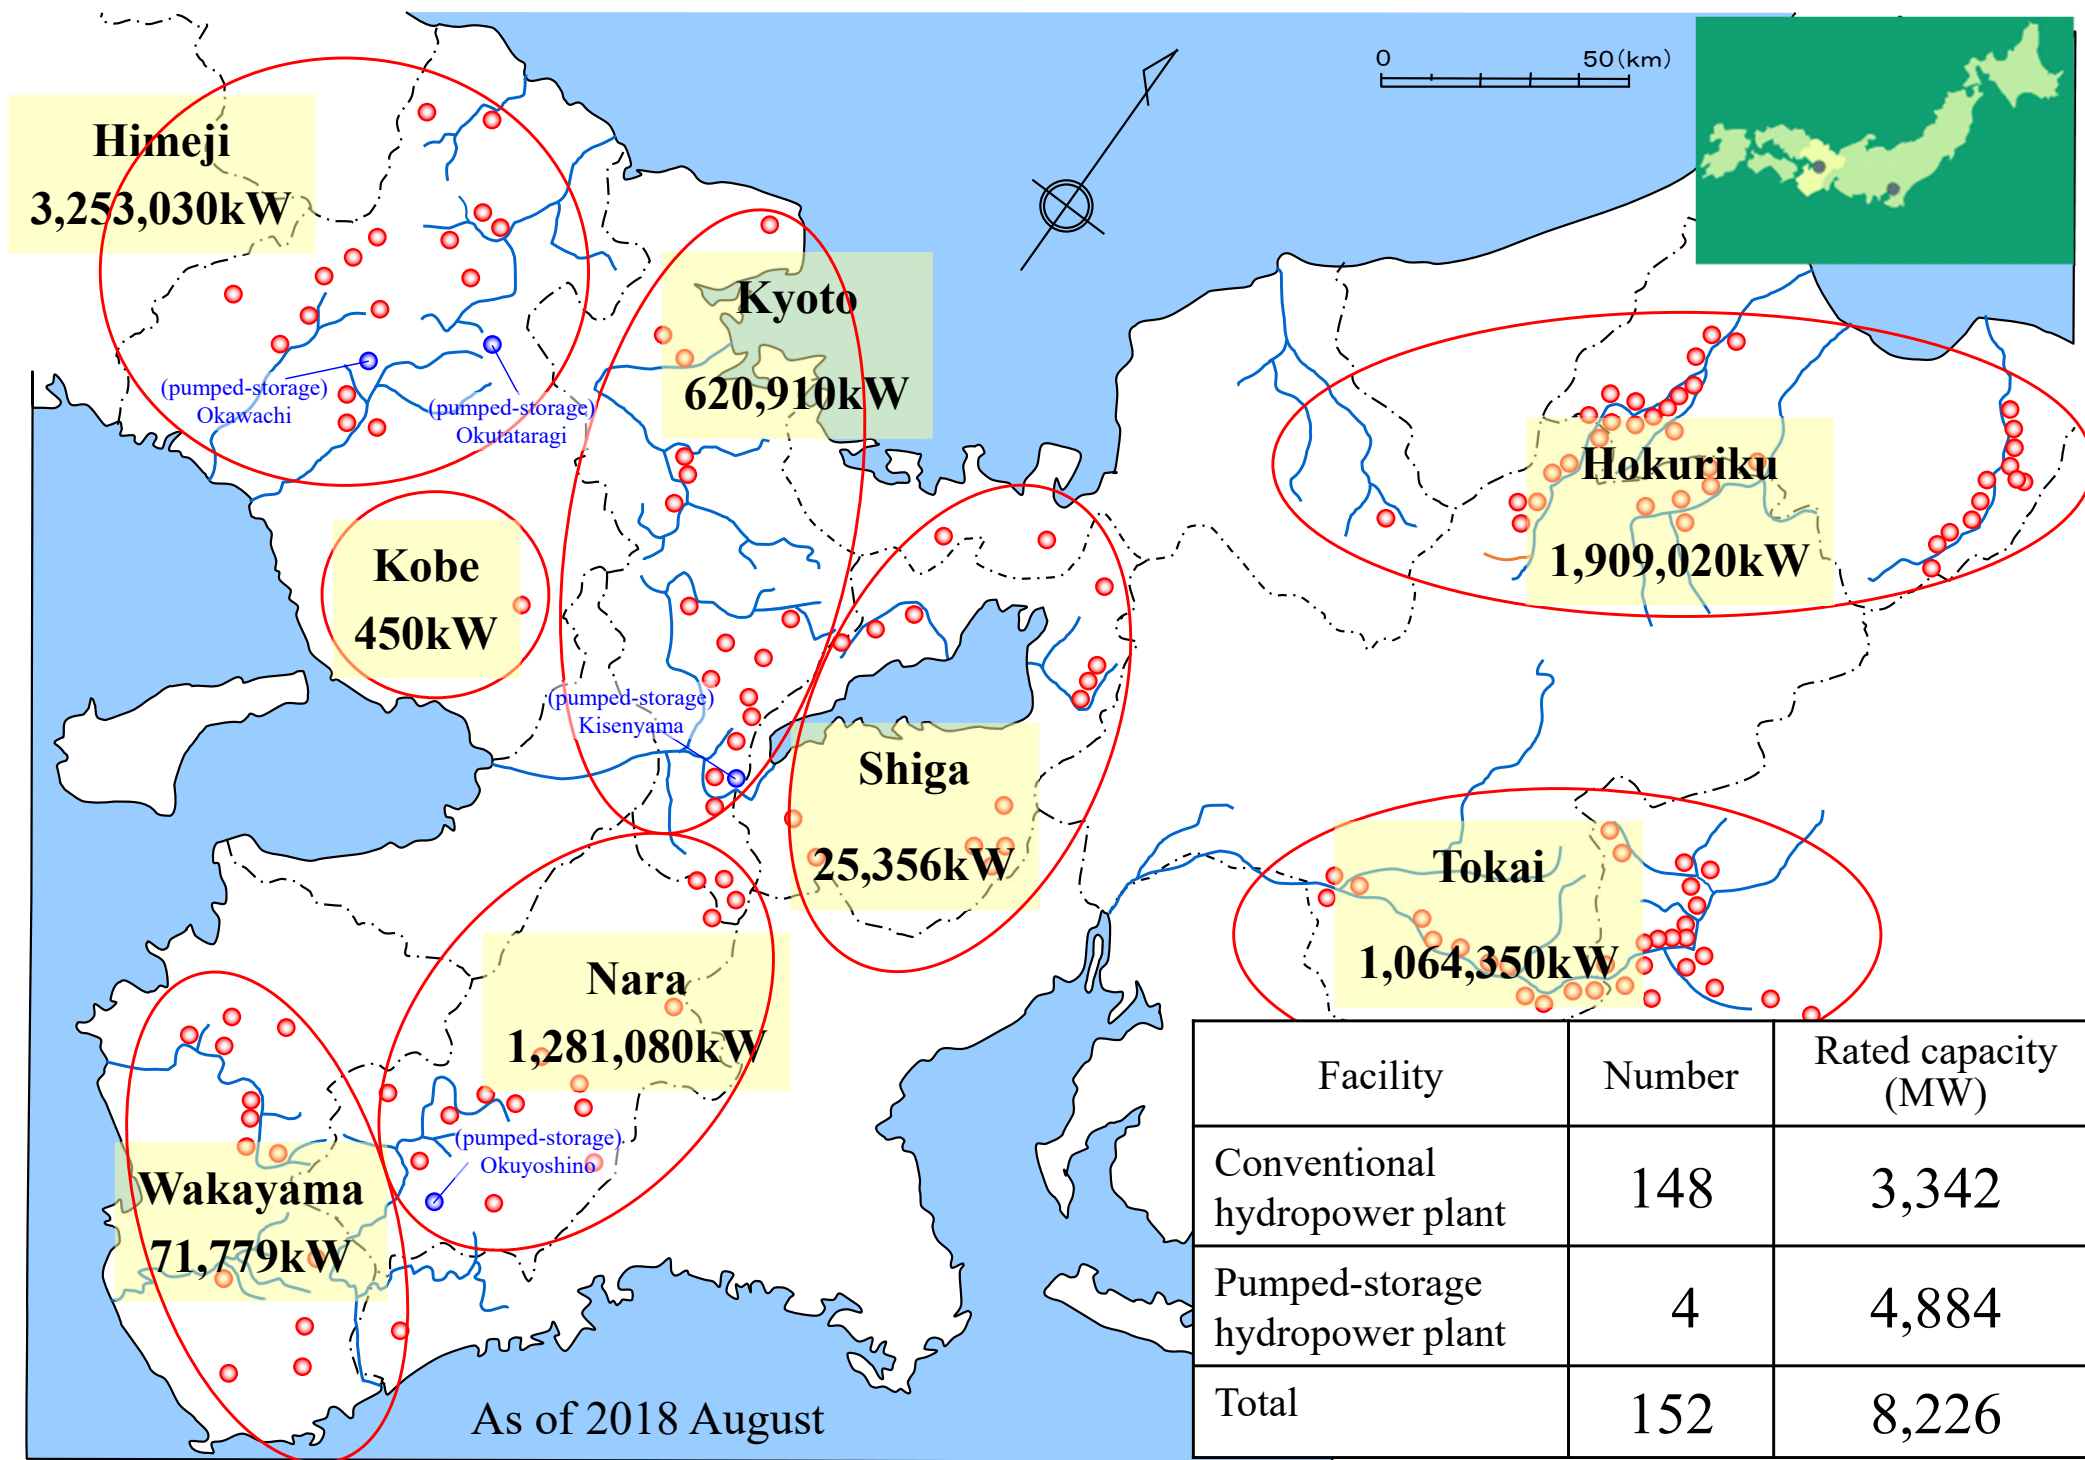 0 50(km)
Himeji
3,253,030kW
Kyoto
620,910kW
(pumped-storage)
Okawachi
(pumped-storage)
Okutataragi
Hokuriku
1,909,020kW
Kobe
450kW
(pumped-storage)
Kisenyama
Shiga
25,356kW
Tokai
1,064,350kW
Nara
1,281,080kW
(pumped-storage)
Okuyoshino
Wakayama
71,779kW
As of 2018 August
Facility Number Rated capacity
(MW)
Conventional
hydropower plant 148 3,342
Pumped-storage
hydropower plant 4 4,884
Total 152 8,226